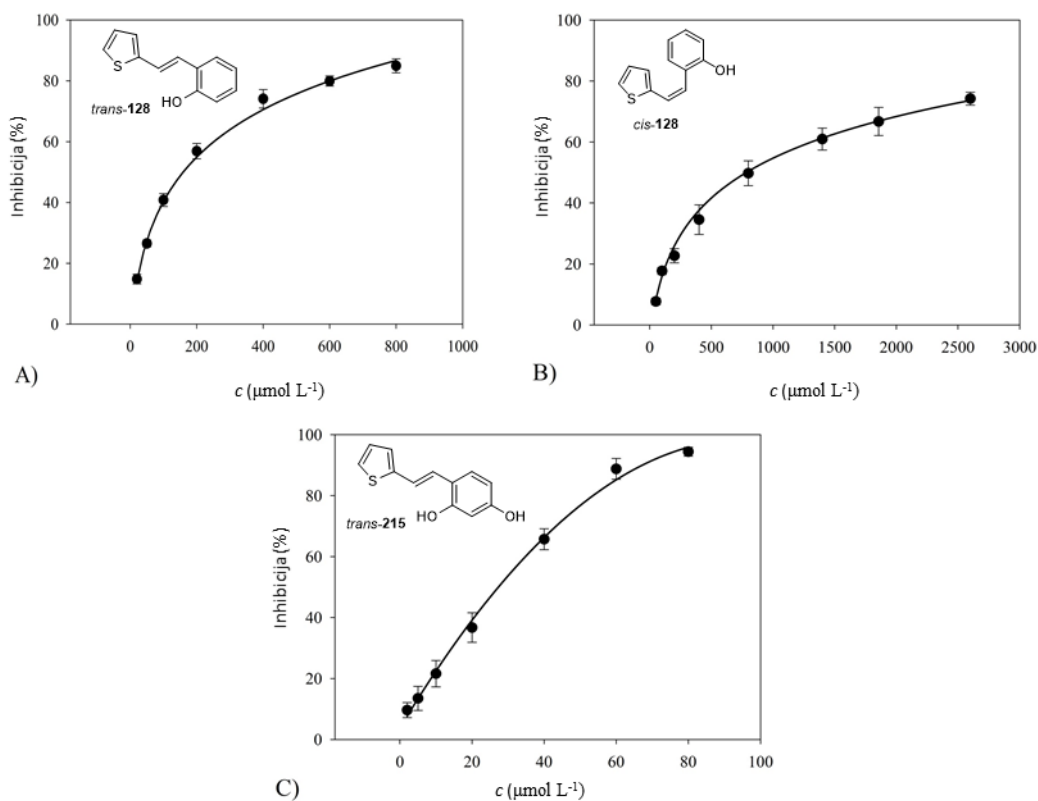 100
80
60
40
20
0
Inhibicija (%)
S
HO
trans-128
0 200 400 600 800 1000
A)
c (μmol L⁻¹)
100
80
60
40
20
0
Inhibicija (%)
S
OH
cis-128
0 500 1000 1500 2000 2500 3000
B)
c (μmol L⁻¹)
100
80
60
40
20
0
Inhibicija (%)
S
HO OH
trans-215
0 20 40 60 80 100
C)
c (μmol L⁻¹)